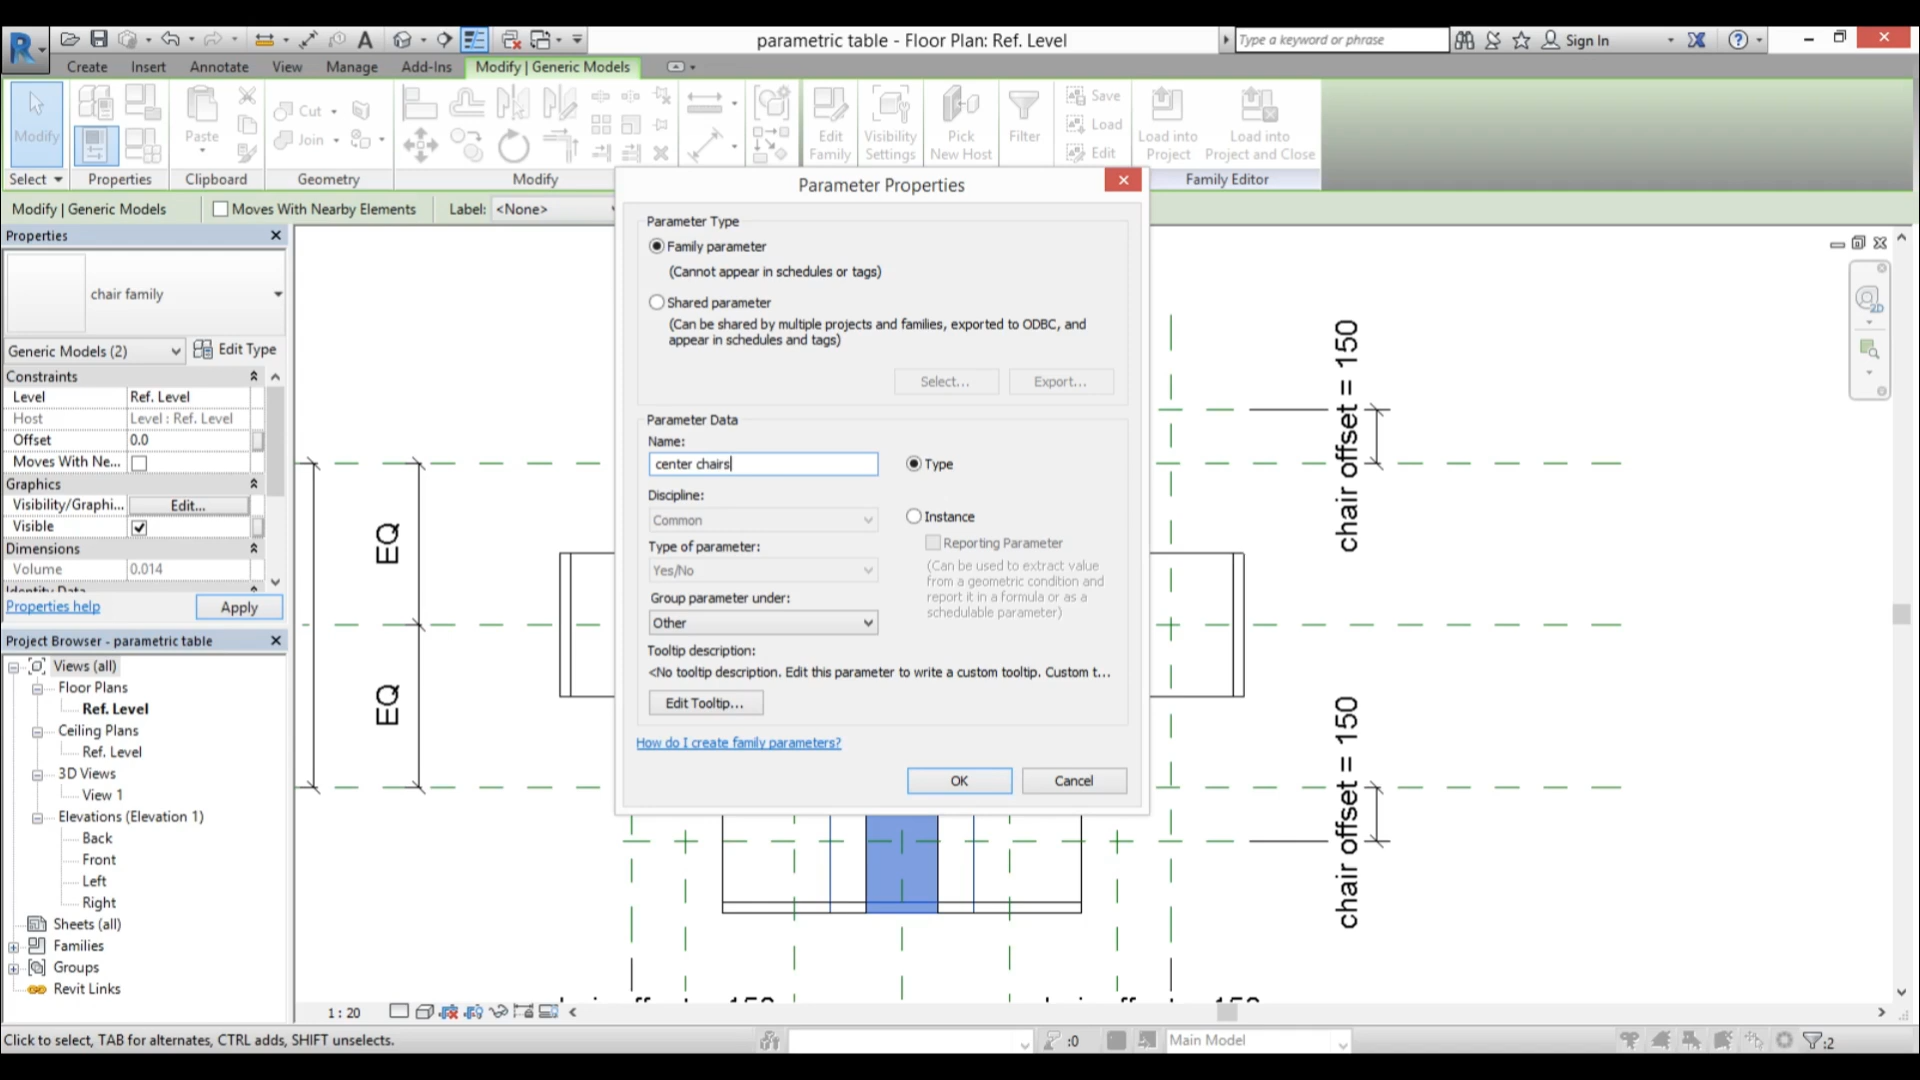 parametric table - Floor Plan: Ref. Level
Type a keyword or phrase
Sign In
Create Insert Annotate View Manage Add-Ins Modify | Generic Models
Modify
Paste
Cut
Join
Edit
Family
Visibility
Settings
Pick
New Host
Filter
Save
Load
Edit
Load into
Project
Load into
Project and Close
Select Properties Clipboard Geometry Modify Family Editor
Modify | Generic Models
Moves With Nearby Elements
Label: <None>
Properties
chair family
Generic Models (2)
Edit Type
Constraints
Level Ref. Level
Host Level : Ref. Level
Offset 0.0
Moves With Ne...
Graphics
Visibility/Graphi... Edit...
Visible
Dimensions
Volume 0.014
Identity Data
Properties help
Apply
Project Browser - parametric table
Views (all)
Floor Plans
Ref. Level
Ceiling Plans
Ref. Level
3D Views
View 1
Elevations (Elevation 1)
Back
Front
Left
Right
Sheets (all)
Families
Groups
Revit Links
Parameter Properties
Parameter Type
Family parameter
(Cannot appear in schedules or tags)
Shared parameter
(Can be shared by multiple projects and families, exported to ODBC, and
appear in schedules and tags)
Select...
Export...
Parameter Data
Name:
center chairs
Type
Discipline:
Common
Instance
Type of parameter:
Reporting Parameter
Yes/No
(Can be used to extract value
from a geometric condition and
report it in a formula or as a
schedulable parameter)
Group parameter under:
Other
Tooltip description:
<No tooltip description. Edit this parameter to write a custom tooltip. Custom t...
Edit Tooltip...
How do I create family parameters?
OK
Cancel
EQ
EQ
chair offset = 150
chair offset = 150
2D
1 : 20
Click to select, TAB for alternates, CTRL adds, SHIFT unselects.
:0
Main Model
:2